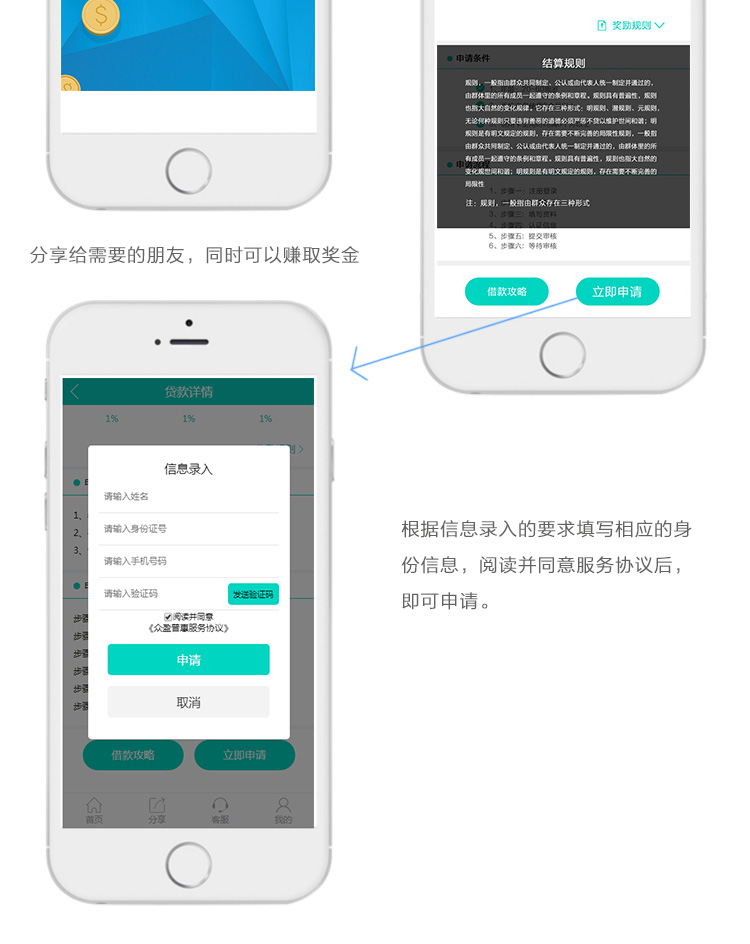 奖励规则
申请条件
结算规则
规则，一般指由群众共同制定、公认或由代表人统一制定并通过的，
由群体里的所有成员一起遵守的条例和章程。规则具有普遍性，规则
也指大自然的变化规律。它存在三种形式：明规则、潜规则、元规则，
无论何种规则只要违背善恶的道德必须严惩不贷以维护世间和谐；明
规则是有明文规定的规则，存在需要不断完善的局限性规则，一般指
由群众共同制定、公认或由代表人统一制定并通过的，由群体里的所
有成员一起遵守的条例和章程。规则具有普遍性，规则也指大自然的
变化规世间和谐；明规则是有明文规定的规则，存在需要不断完善的
局限性
注：规则，一般指由群众存在三种形式
申请流程
1、步骤一：注册登录
3、步骤三：填写资料
4、步骤四：认证信息
5、步骤五：提交审核
6、步骤六：等待审核
借款攻略
立即申请
分享给需要的朋友，同时可以赚取奖金
贷款详情
1% 1% 1%
信息录入
请输入姓名
请输入身份证号
请输入手机号码
请输入验证码
发送验证码
阅读并同意
《众盈普惠服务协议》
申请
取消
1、
2、
3、
借款攻略
立即申请
首页 分享 客服 我的
根据信息录入的要求填写相应的身
份信息，阅读并同意服务协议后，
即可申请。